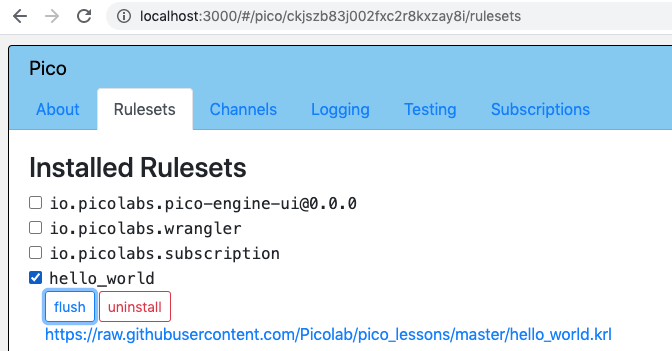 localhost:3000/#/pico/ckjszb83j002fxc2r8kxzay8i/rulesets
Pico
About Rulesets Channels Logging Testing Subscriptions
Installed Rulesets
io.picolabs.pico-engine-ui@0.0.0
io.picolabs.wrangler
io.picolabs.subscription
hello_world
flush uninstall
https://raw.githubusercontent.com/Picolab/pico_lessons/master/hello_world.krl